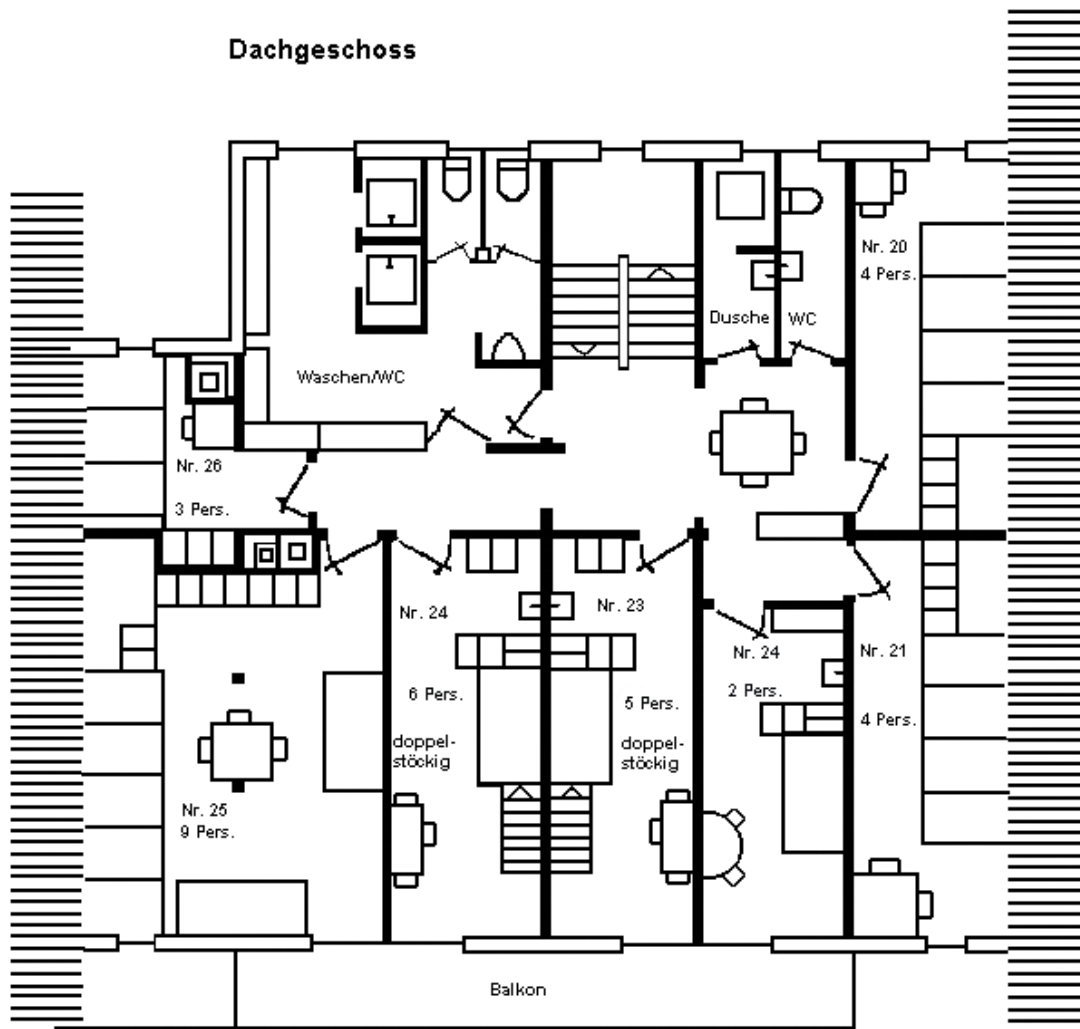 Dachgeschoss
Nr. 20
4 Pers.
Dusche
WC
Waschen/WC
Nr. 26
3 Pers.
Nr. 24
6 Pers.
doppel-
stöckig
Nr. 23
5 Pers.
doppel-
stöckig
Nr. 24
2 Pers.
Nr. 21
4 Pers.
Nr. 25
9 Pers.
Balkon